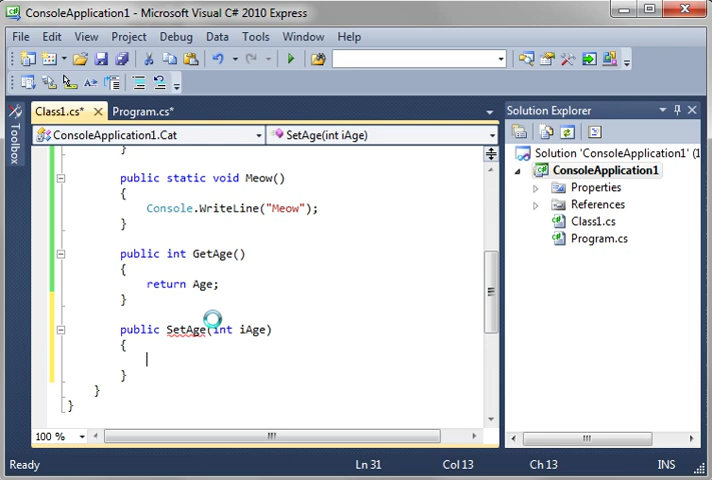 ConsoleApplication1 - Microsoft Visual C# 2010 Express
File Edit View Project Debug Data Tools Window Help
Class1.cs* Program.cs*
Solution Explorer
Toolbox
ConsoleApplication1.Cat SetAge(int iAge)
}
public static void Meow()
{
Console.WriteLine("Meow");
}
public int GetAge()
{
return Age;
}
public SetAge(int iAge)
{
}
}
}
Solution 'ConsoleApplication1' (1 project)
ConsoleApplication1
Properties
References
Class1.cs
Program.cs
100 %
Ready Ln 31 Col 13 Ch 13 INS